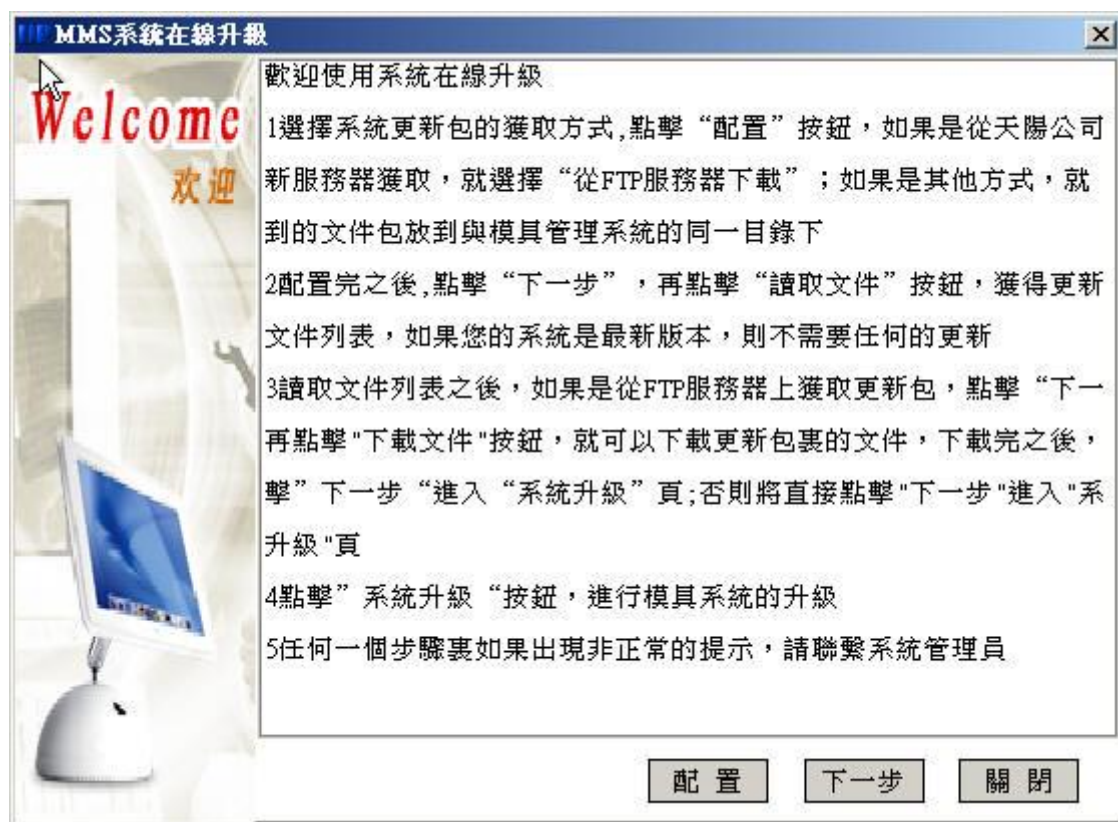 UP MMS系統在線升級
Welcome
欢迎
歡迎使用系統在線升級
1選擇系統更新包的獲取方式,點擊“配置”按鈕，如果是從天陽公司
新服務器獲取，就選擇“從FTP服務器下載”；如果是其他方式，就
到的文件包放到與模具管理系統的同一目錄下
2配置完之後,點擊“下一步”，再點擊“讀取文件”按鈕，獲得更新
文件列表，如果您的系統是最新版本，則不需要任何的更新
3讀取文件列表之後，如果是從FTP服務器上獲取更新包，點擊“下一
再點擊"下載文件"按鈕，就可以下載更新包裏的文件，下載完之後，
擊”下一步“進入“系統升級”頁;否則將直接點擊"下一步"進入"系
升級"頁
4點擊”系統升級“按鈕，進行模具系統的升級
5任何一個步驟裏如果出現非正常的提示，請聯繫系統管理員
配 置
下一步
關 閉